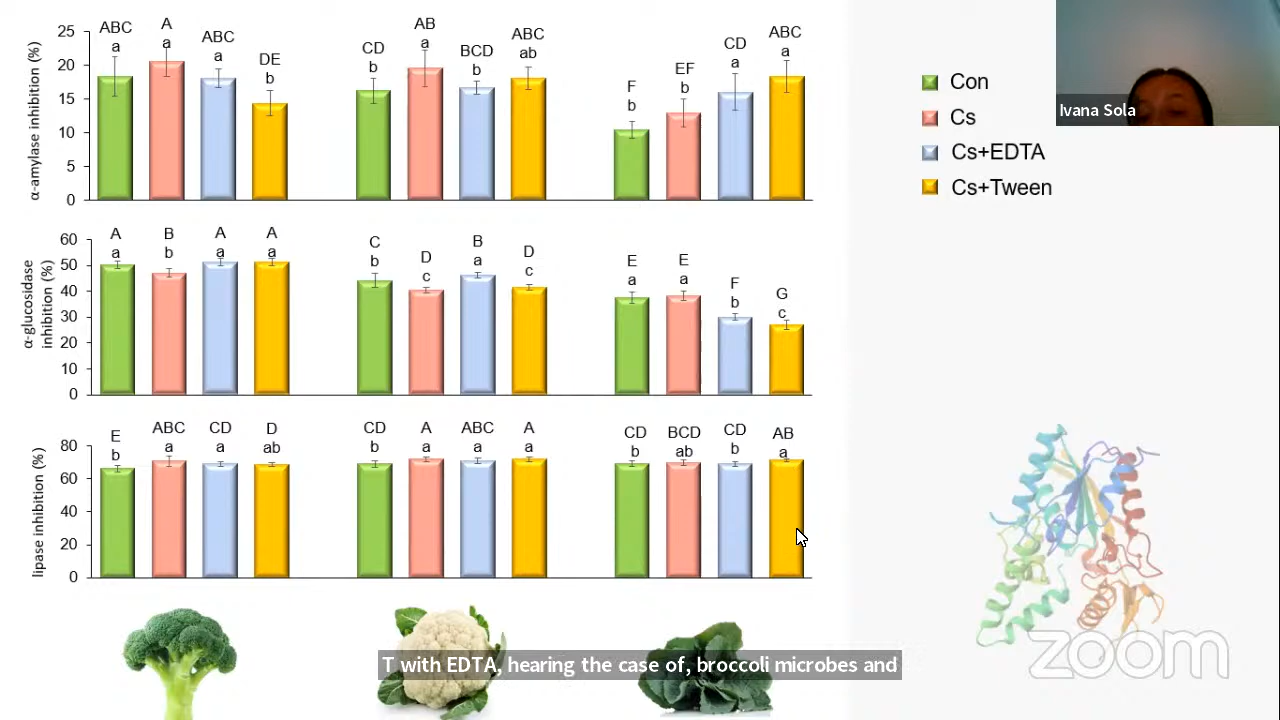 α-amylase inhibition (%)
25
20
15
10
5
0
ABC
a
A
a
ABC
a
DE
b
CD
b
AB
a
BCD
b
ABC
ab
F
b
EF
b
CD
a
ABC
a
α-glucosidase
inhibition (%)
60
50
40
30
20
10
0
A
a
B
b
A
a
A
a
C
b
D
c
B
a
D
c
E
a
E
a
F
b
G
c
lipase inhibition (%)
80
60
40
20
0
E
b
ABC
a
CD
a
D
ab
CD
b
A
a
ABC
a
A
a
CD
b
BCD
ab
CD
b
AB
a
Con
Cs
Cs+EDTA
Cs+Tween
Ivana Sola
T with EDTA, hearing the case of, broccoli microbes and
zoom